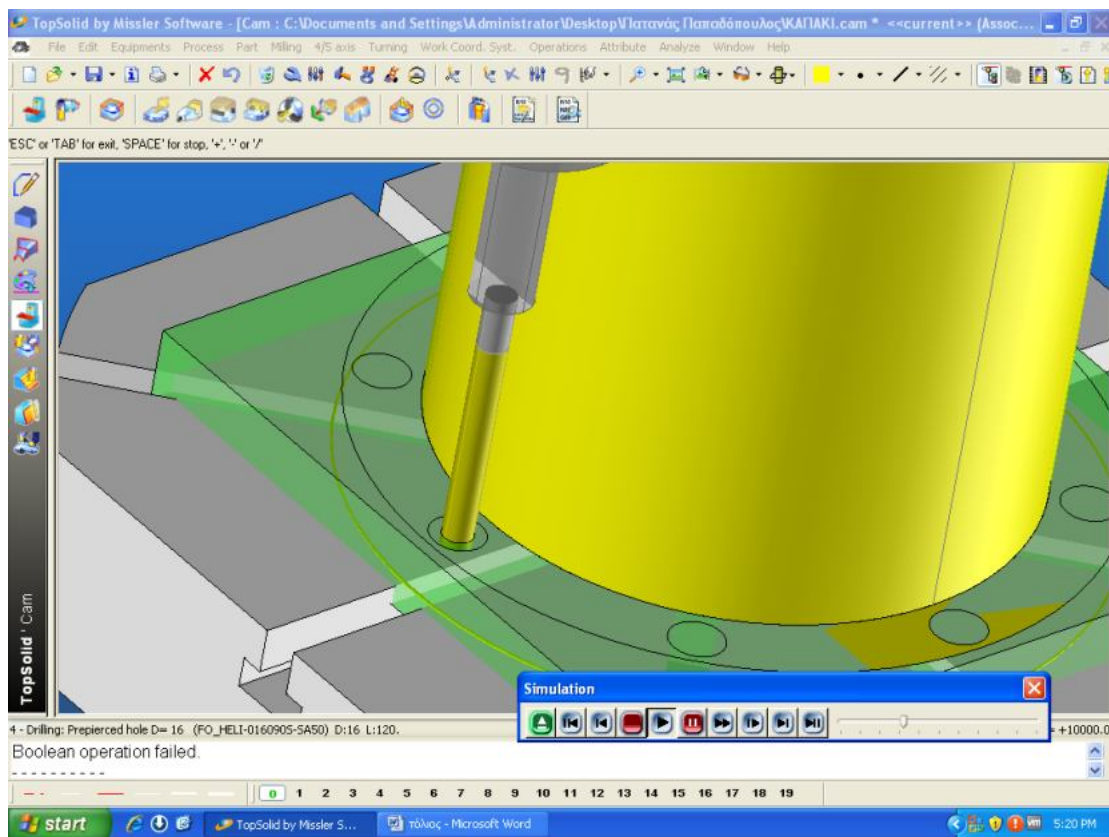 TopSolid by Missler Software - [Cam : C:\Documents and Settings\Administrator\Desktop\Πατανάς Παπαδόπουλος\ΚΑΠΑΚΙ.cam * <<current>> (Assoc...
File Edit Equipments Process Part Milling 4/5 axis Turning Work Coord. Syst. Operations Attribute Analyze Window Help
'ESC' or 'TAB' for exit, 'SPACE' for stop, '+', '-' or '/'
TopSolid'Cam
Simulation
4 - Drilling: Prepierced hole D= 16 (FO_HELI-016090S-SA50) D:16 L:120.
= +10000.0
Boolean operation failed.
----------
0 1 2 3 4 5 6 7 8 9 10 11 12 13 14 15 16 17 18 19
start
TopSolid by Missler S...
τόλιος - Microsoft Word
5:20 PM